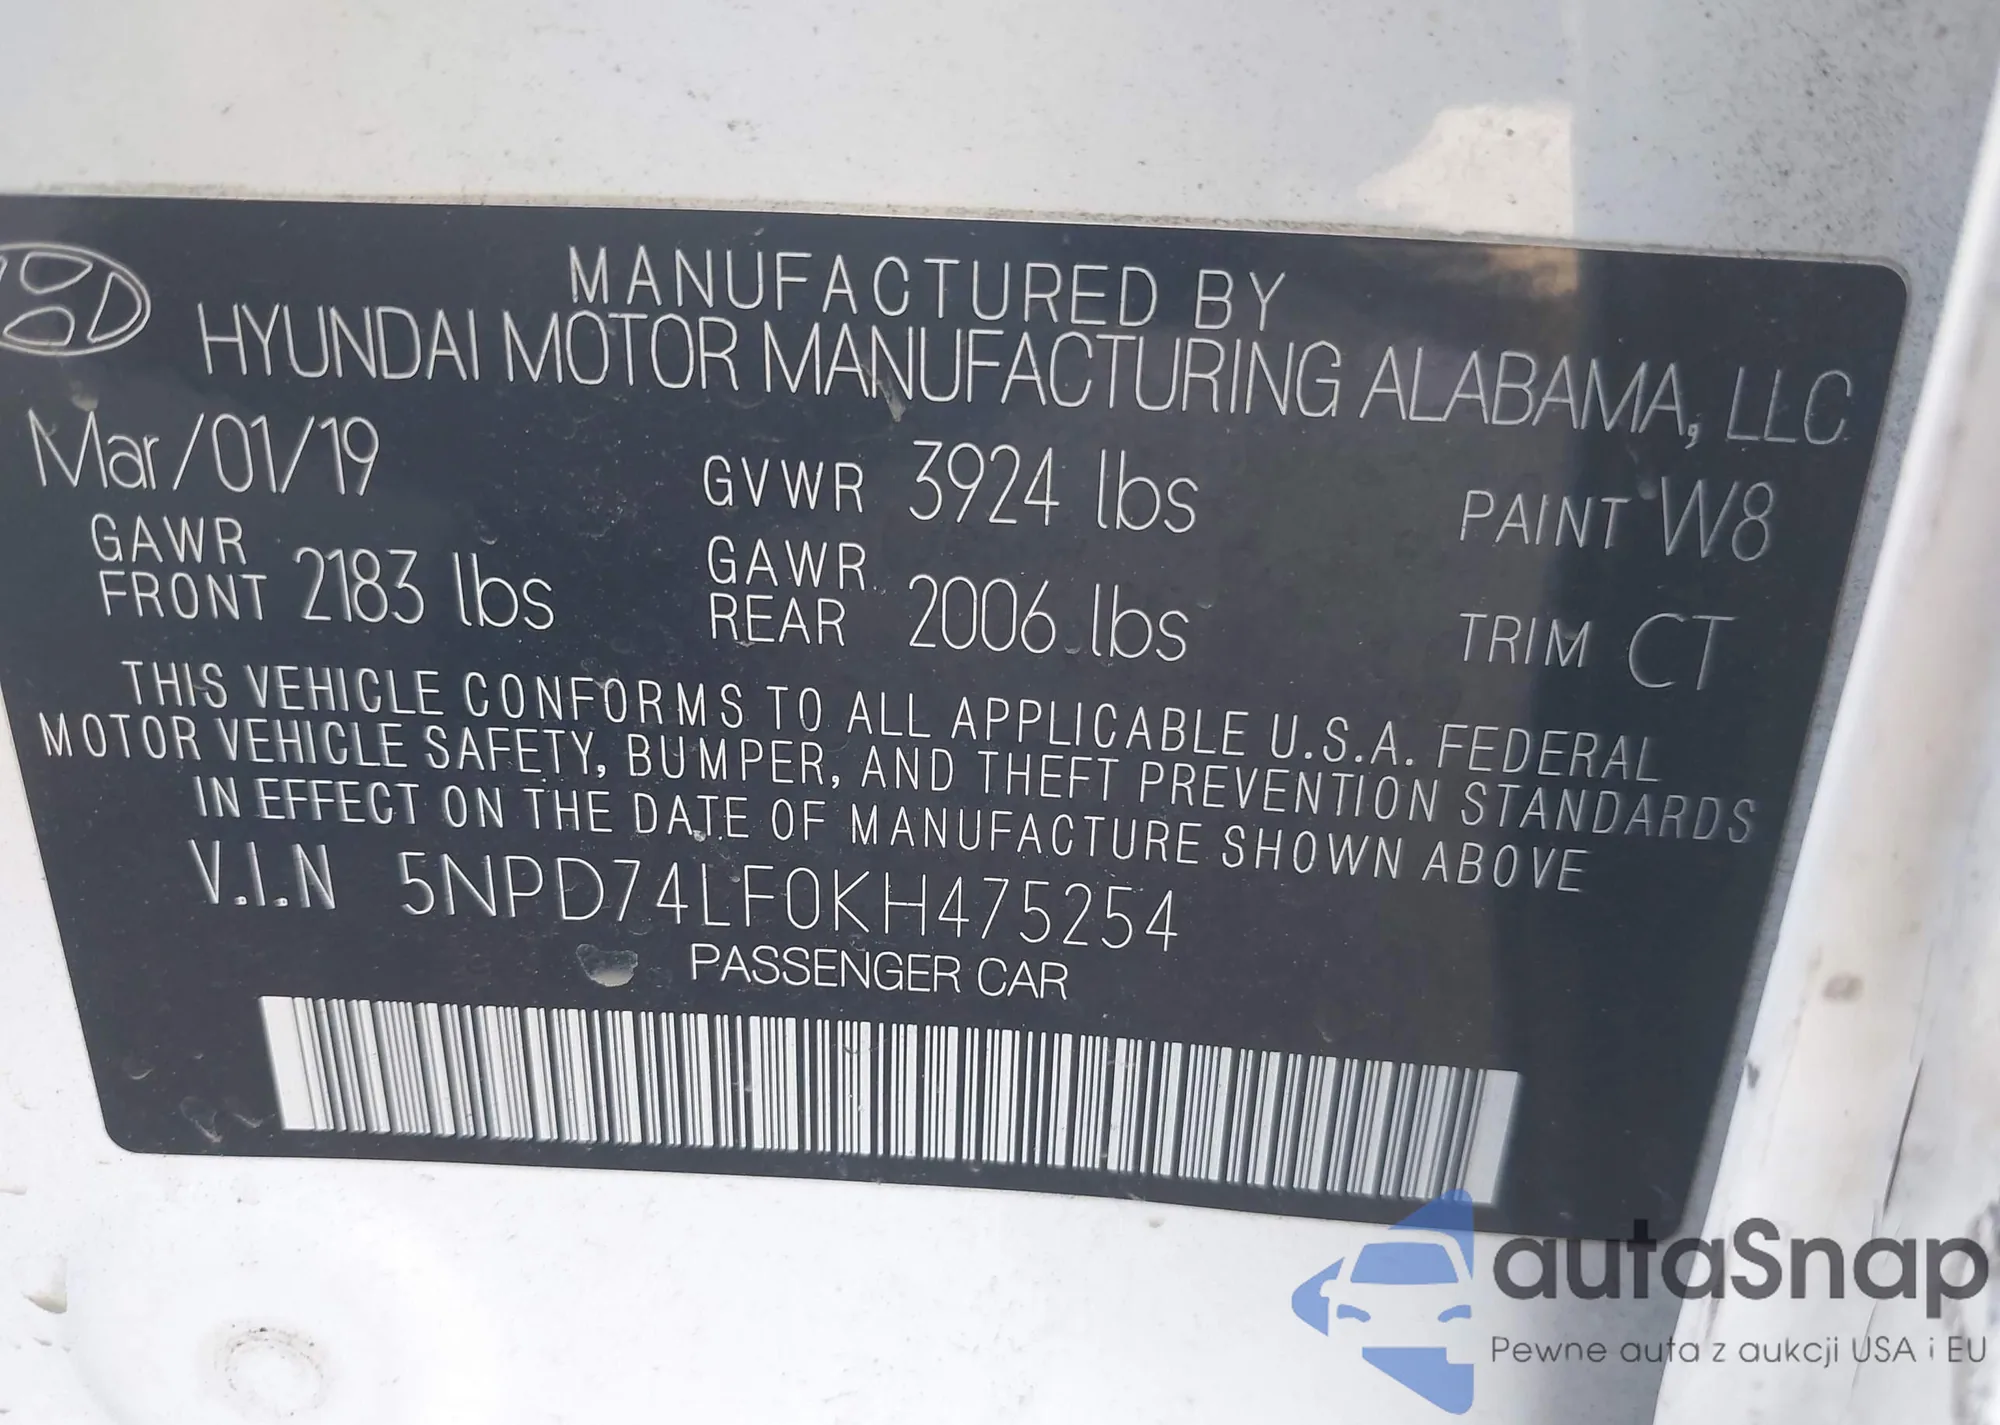 MANUFACTURED BY
HYUNDAI MOTOR MANUFACTURING ALABAMA, LLC
Mar/01/19 GVWR 3924 lbs PAINT W8
GAWR FRONT 2183 lbs GAWR REAR 2006 lbs TRIM CT
THIS VEHICLE CONFORMS TO ALL APPLICABLE U.S.A. FEDERAL
MOTOR VEHICLE SAFETY, BUMPER, AND THEFT PREVENTION STANDARDS
IN EFFECT ON THE DATE OF MANUFACTURE SHOWN ABOVE
V.I.N 5NPD74LF0KH475254
PASSENGER CAR
autaSnap
Pewne auta z aukcji USA i EU